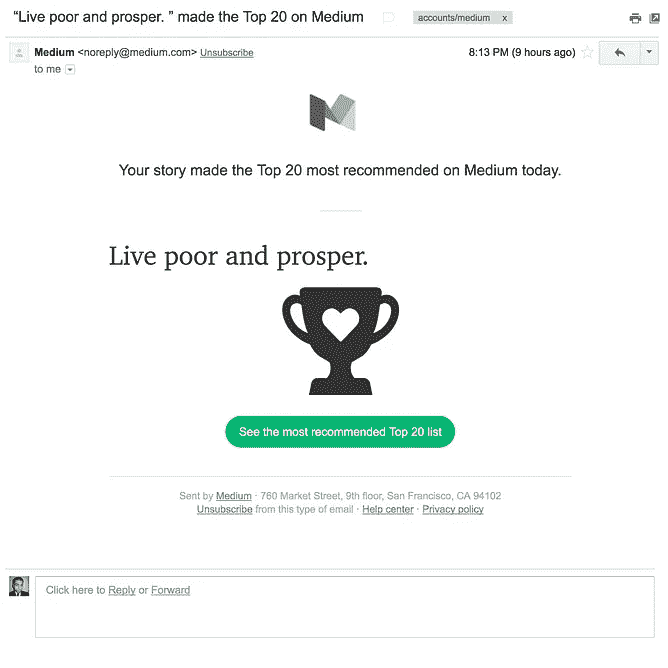 “Live poor and prosper. ” made the Top 20 on Medium accounts/medium x
Medium <noreply@medium.com> Unsubscribe 8:13 PM (9 hours ago)
to me
Your story made the Top 20 most recommended on Medium today.
Live poor and prosper.
See the most recommended Top 20 list
Sent by Medium · 760 Market Street, 9th floor, San Francisco, CA 94102
Unsubscribe from this type of email · Help center · Privacy policy
Click here to Reply or Forward